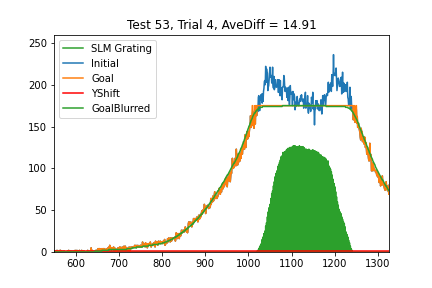 Test 53, Trial 4, AveDiff = 14.91
250
200
150
100
50
0
SLM Grating
Initial
Goal
YShift
GoalBlurred
600 700 800 900 1000 1100 1200 1300